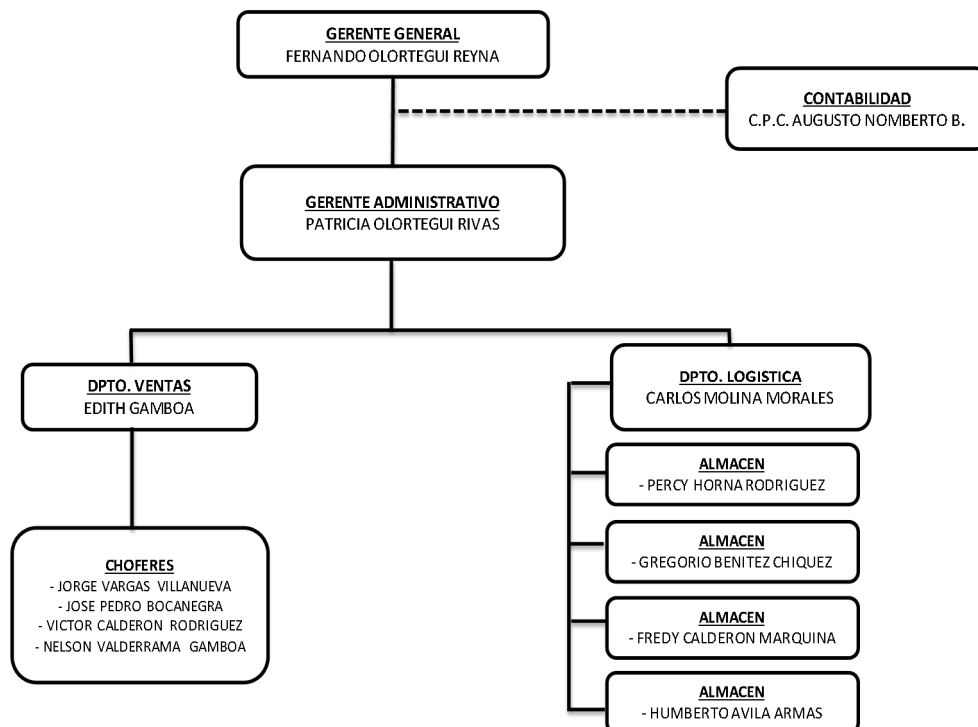 GERENTE GENERAL
FERNANDO OLORTEGUI REYNA
CONTABILIDAD
C.P.C. AUGUSTO NOMBERTO B.
GERENTE ADMINISTRATIVO
PATRICIA OLORTEGUI RIVAS
DPTO. VENTAS
EDITH GAMBOA
CHOFERES
- JORGE VARGAS VILLANUEVA
- JOSE PEDRO BOCANEGRA
- VICTOR CALDERON RODRIGUEZ
- NELSON VALDERRAMA GAMBOA
DPTO. LOGISTICA
CARLOS MOLINA MORALES
ALMACEN
- PERCY HORNA RODRIGUEZ
ALMACEN
- GREGORIO BENITEZ CHIQUEZ
ALMACEN
- FREDY CALDERON MARQUINA
ALMACEN
- HUMBERTO AVILA ARMAS